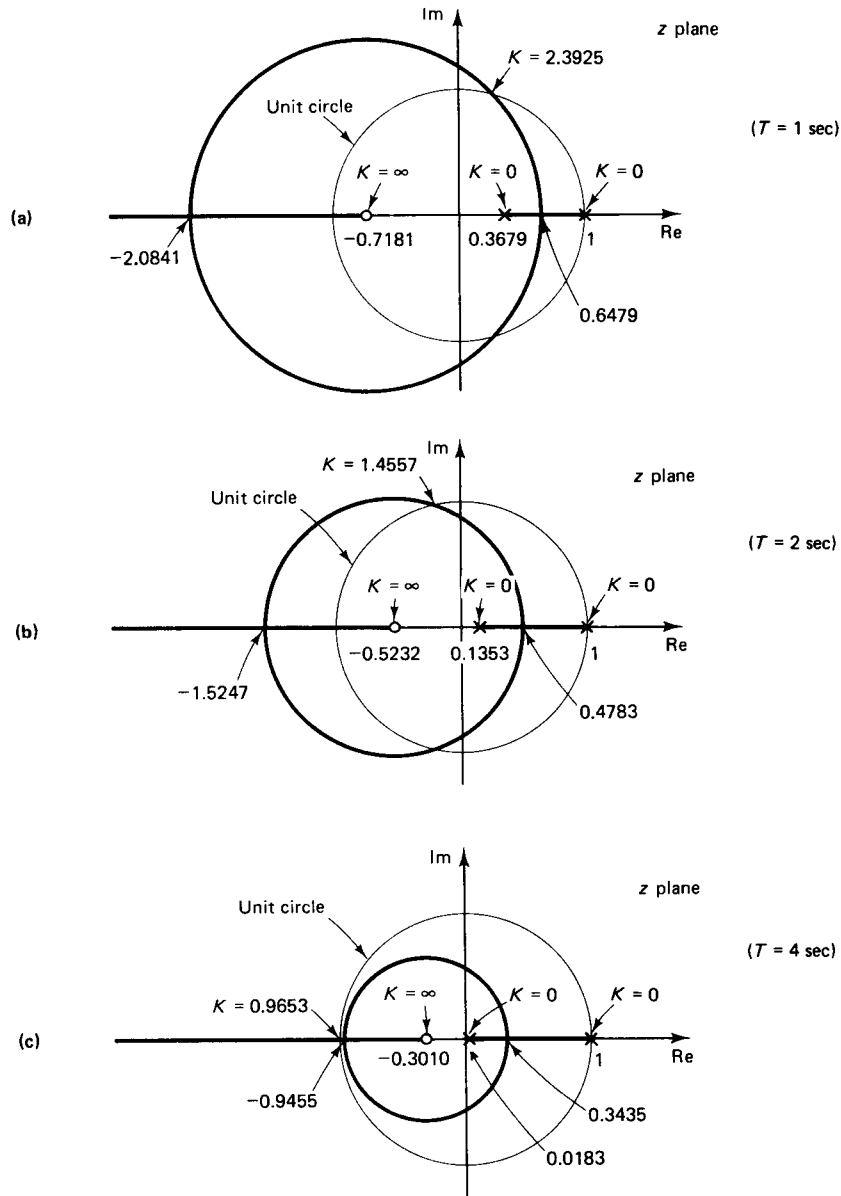 Im
z plane
K = 2.3925
Unit circle
(T = 1 sec)
K = ∞
K = 0
K = 0
(a)
−0.7181
0.3679
1
Re
−2.0841
0.6479
Im
K = 1.4557
z plane
Unit circle
(T = 2 sec)
K = ∞
K = 0
K = 0
(b)
−0.5232
0.1353
1
Re
−1.5247
0.4783
Im
z plane
Unit circle
(T = 4 sec)
K = 0.9653
K = ∞
K = 0
K = 0
(c)
−0.3010
1
Re
−0.9455
0.3435
0.0183